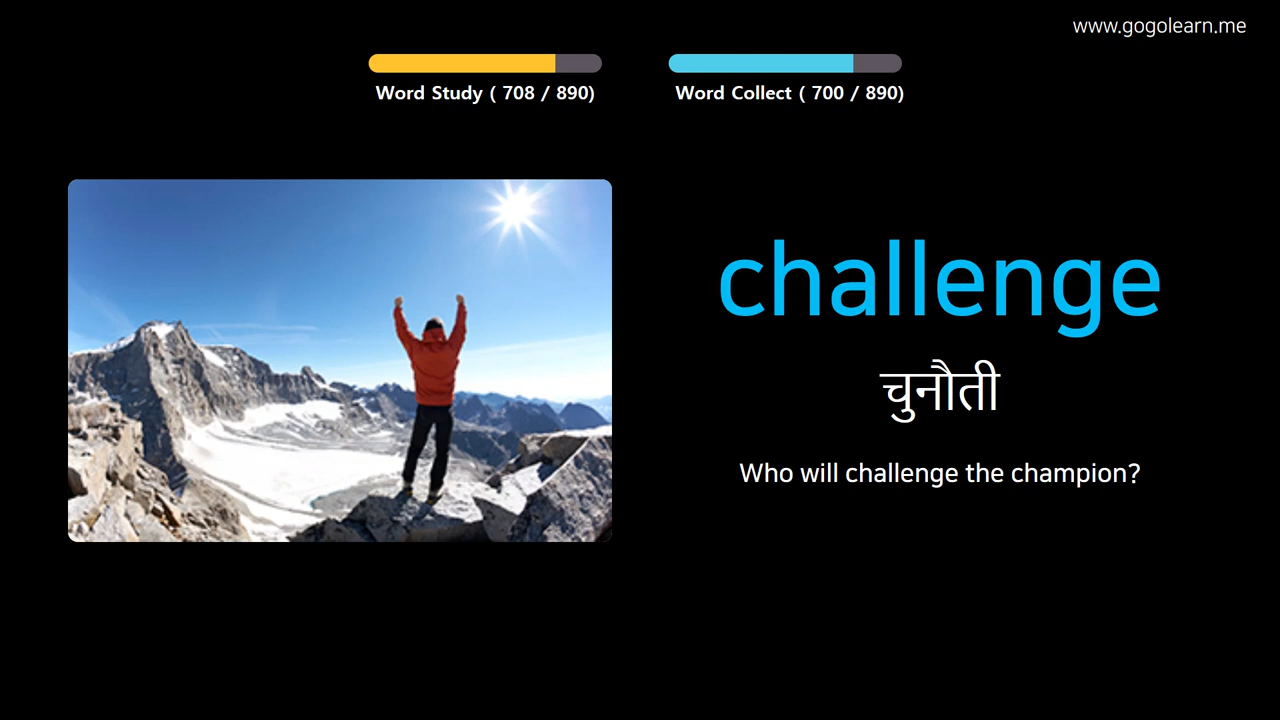 www.gogolearn.me
Word Study ( 708 / 890)
Word Collect ( 700 / 890)
challenge
चुनौती
Who will challenge the champion?